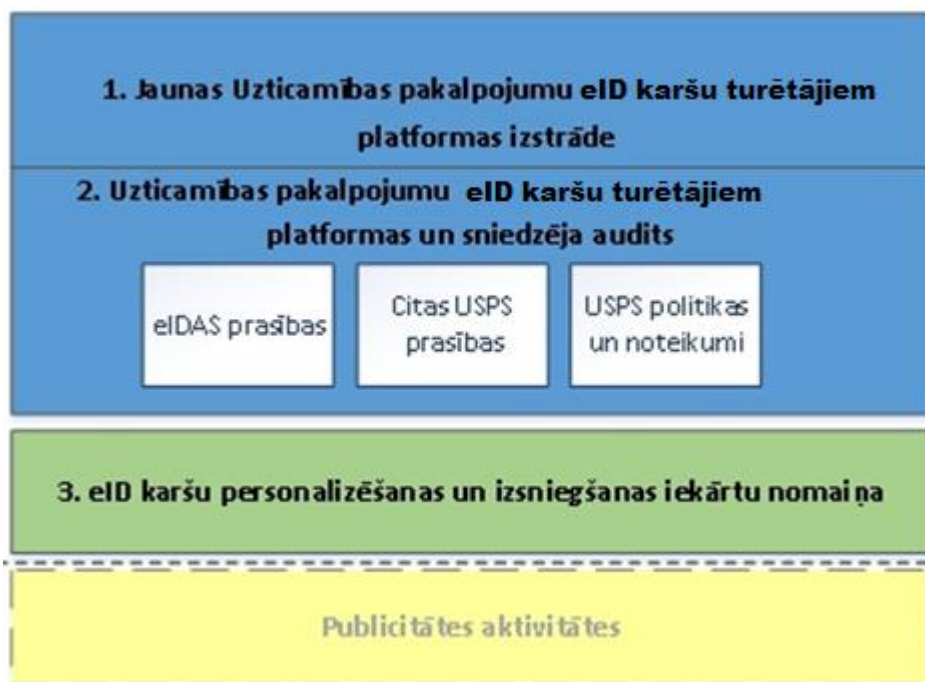 1. Jaunas Uzticamības pakalpojumu eID karšu turētājiem
platformas izstrāde
2. Uzticamības pakalpojumu eID karšu turētājiem
platformas un sniedzēja audits
eIDAS prasības
Citas USPS
prasības
USPS politikas
un noteikumi
3. eID karšu personalizēšanas un izsniegšanas iekārtu nomaiņa
Publicitātes aktivitātes